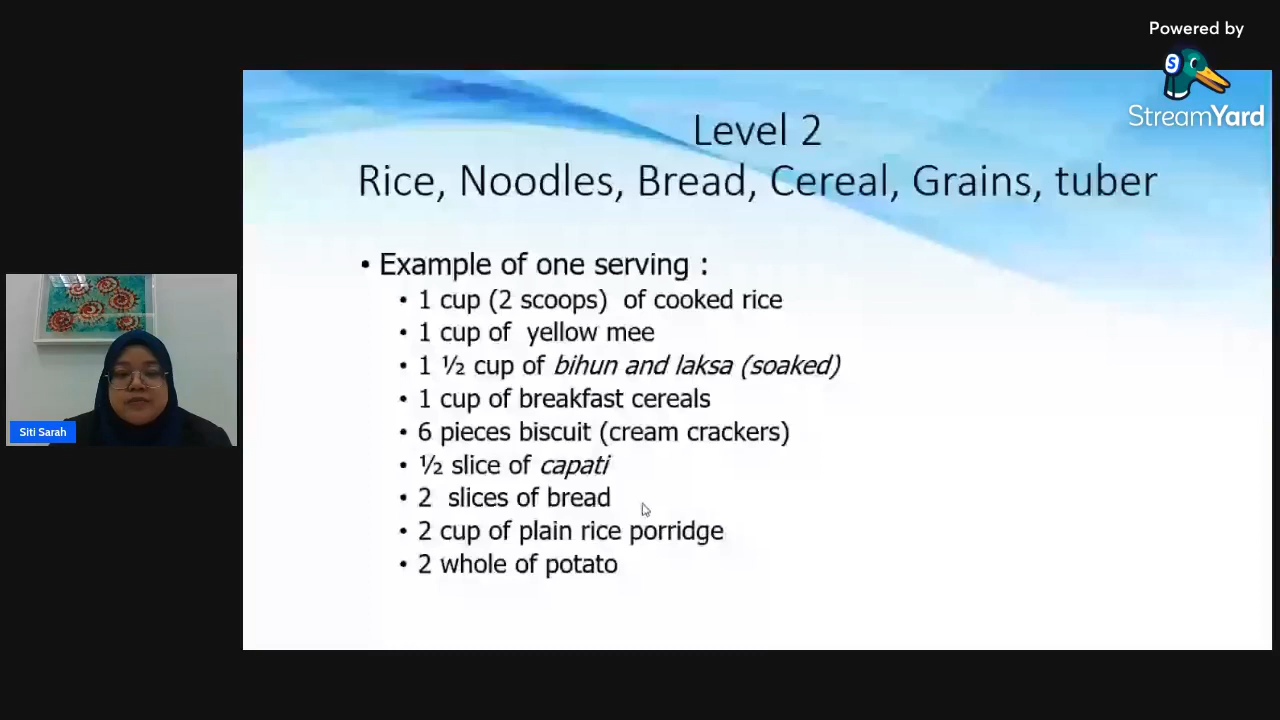 Powered by
StreamYard
Level 2
Rice, Noodles, Bread, Cereal, Grains, tuber
• Example of one serving :
• 1 cup (2 scoops) of cooked rice
• 1 cup of yellow mee
• 1 ½ cup of bihun and laksa (soaked)
• 1 cup of breakfast cereals
• 6 pieces biscuit (cream crackers)
• ½ slice of capati
• 2 slices of bread
• 2 cup of plain rice porridge
• 2 whole of potato
Siti Sarah